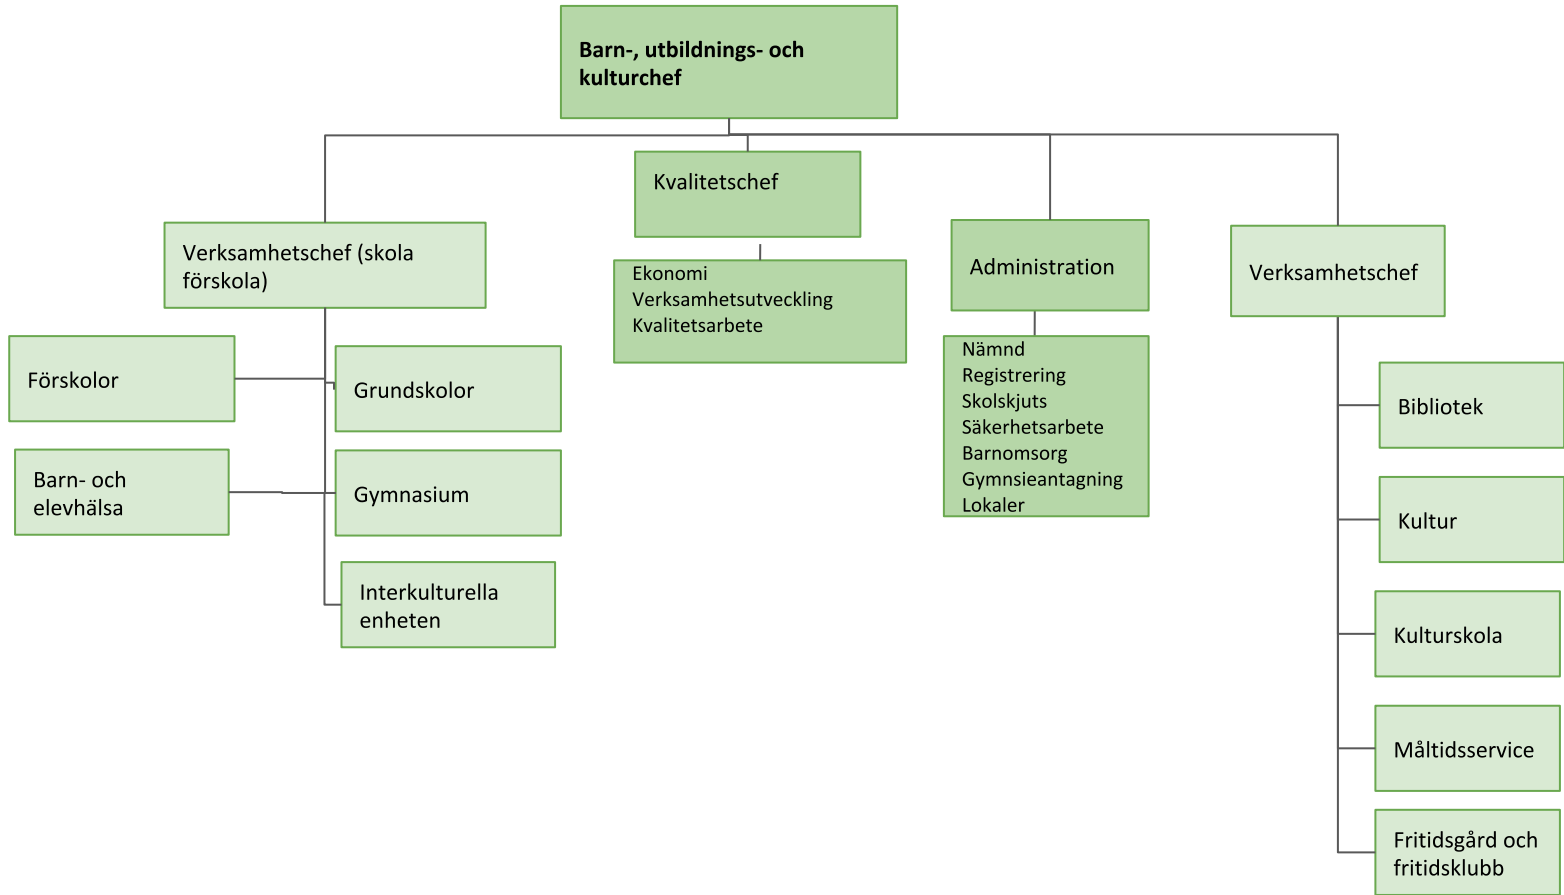 Barn-, utbildnings- och
kulturchef
Kvalitetschef
Verksamhetschef (skola
förskola)
Ekonomi
Verksamhetsutveckling
Kvalitetsarbete
Administration
Verksamhetschef
Nämnd
Registrering
Skolskjuts
Säkerhetsarbete
Barnomsorg
Gymnsieantagning
Lokaler
Förskolor
Grundskolor
Barn- och
elevhälsa
Gymnasium
Interkulturella
enheten
Bibliotek
Kultur
Kulturskola
Måltidsservice
Fritidsgård och
fritidsklubb